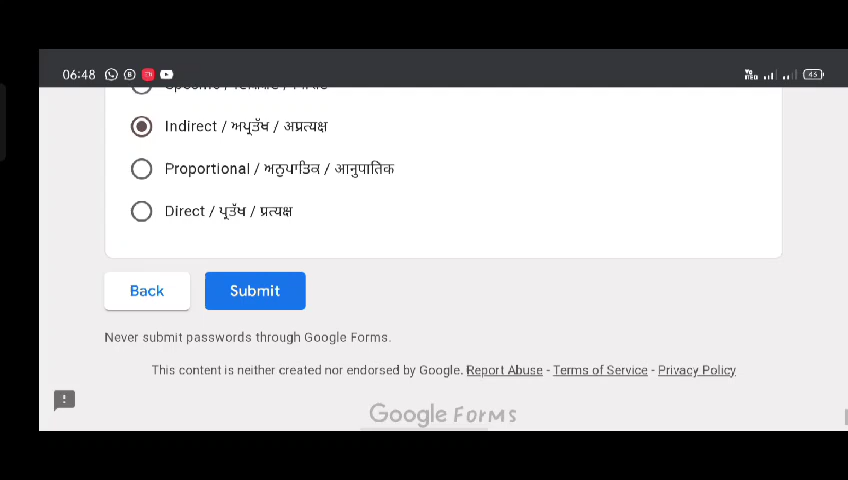 06:48
46
Indirect / ਅਪ੍ਰਤੱਖ / अप्रत्यक्ष
Proportional / ਅਨੁਪਾਤਿਕ / आनुपातिक
Direct / ਪ੍ਰਤੱਖ / प्रत्यक्ष
Back Submit
Never submit passwords through Google Forms.
This content is neither created nor endorsed by Google. Report Abuse - Terms of Service - Privacy Policy
Google Forms